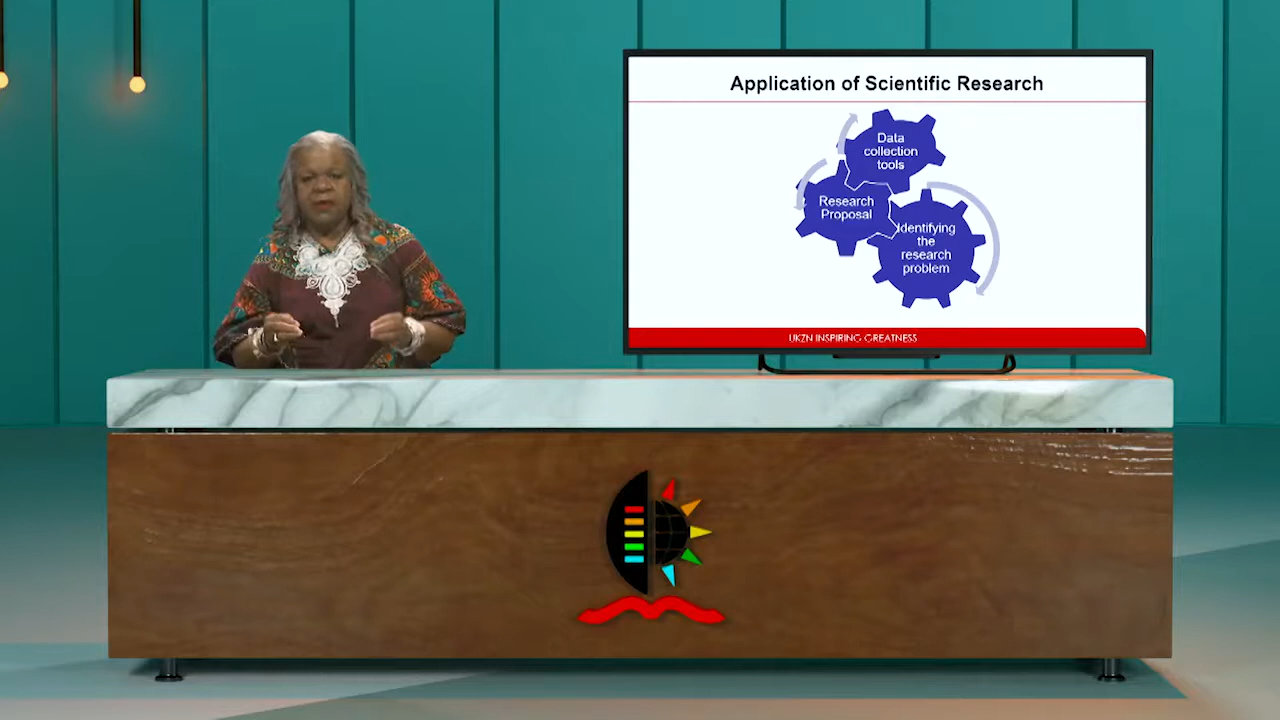 Application of Scientific Research
Data
collection
tools
Research
Proposal
Identifying
the
research
problem
UKZN INSPIRING GREATNESS